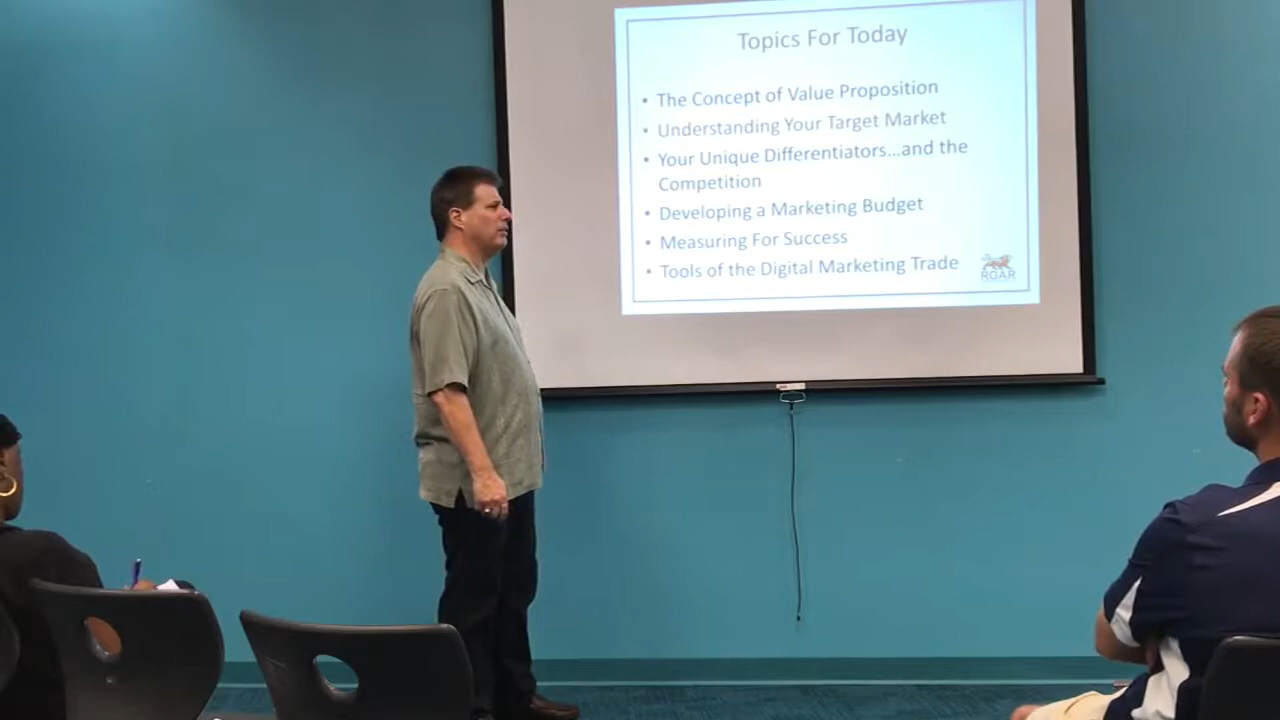 Topics For Today
• The Concept of Value Proposition
• Understanding Your Target Market
• Your Unique Differentiators...and the
Competition
• Developing a Marketing Budget
• Measuring For Success
• Tools of the Digital Marketing Trade
ROAR